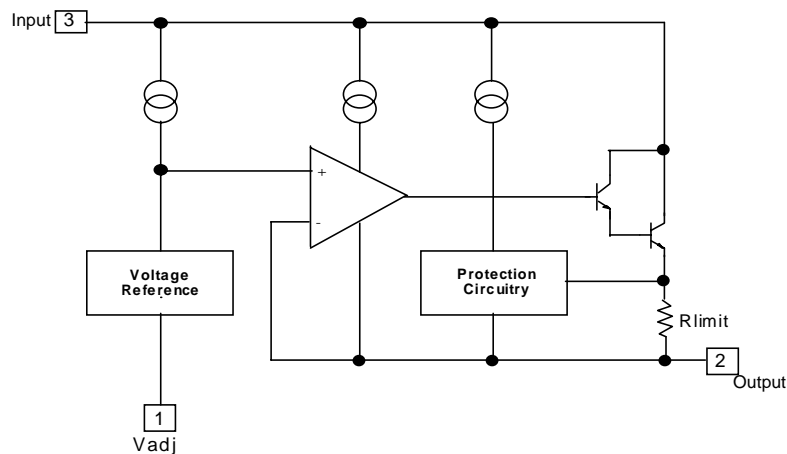 Input 3
+
-
Voltage
Reference
Protection
Circuitry
Rlimit
2
Output
1
Vadj